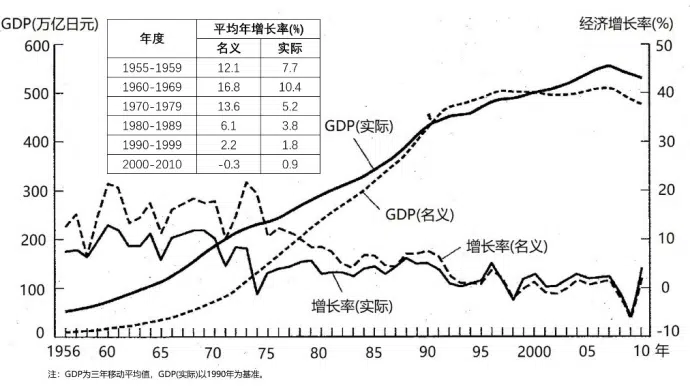 GDP(万亿日元)
经济增长率(%)
年度 平均年增长率(%)
名义 实际
1955-1959 12.1 7.7
1960-1969 16.8 10.4
1970-1979 13.6 5.2
1980-1989 6.1 3.8
1990-1999 2.2 1.8
2000-2010 -0.3 0.9
600
500
400
300
200
100
0
50
40
30
20
10
0
-10
GDP(实际)
GDP(名义)
增长率(名义)
增长率(实际)
1956 60 65 70 75 80 85 90 95 2000 05 10 年
注：GDP为三年移动平均值，GDP(实际)以1990年为基准。